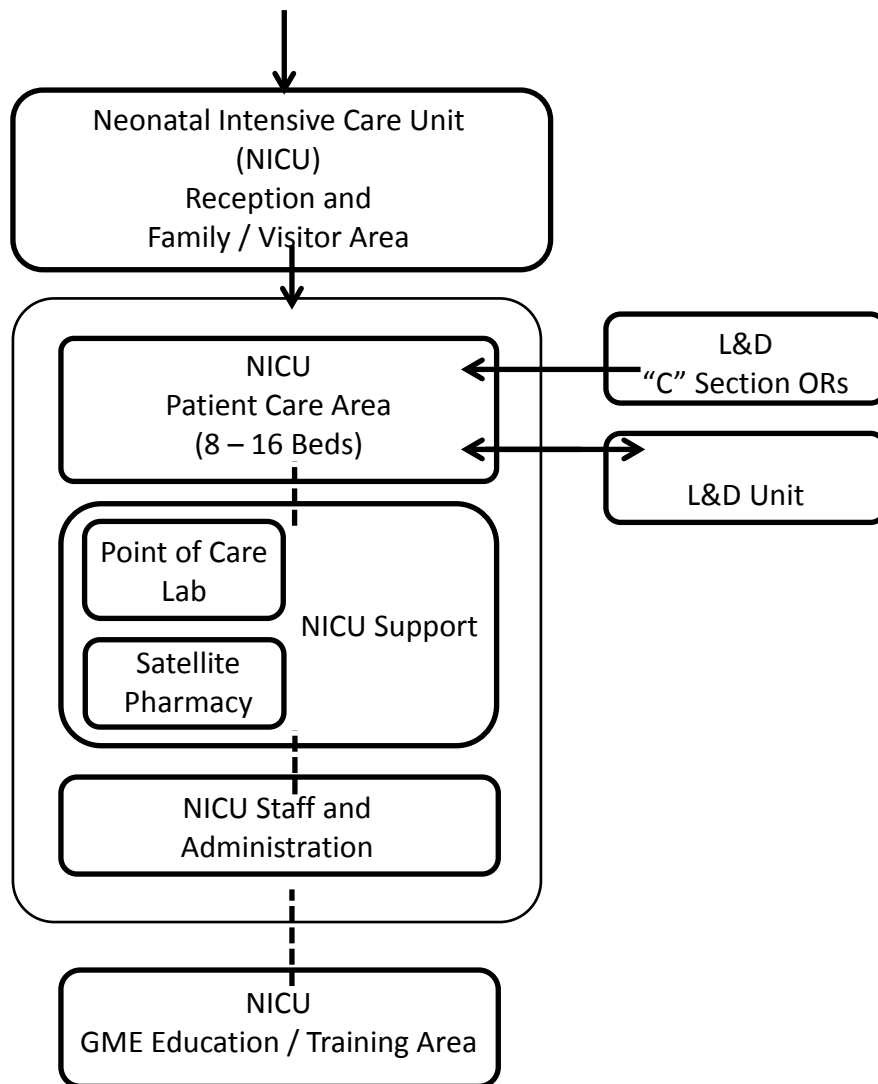 Neonatal Intensive Care Unit
(NICU)
Reception and
Family / Visitor Area
NICU
Patient Care Area
(8 – 16 Beds)
L&D
“C” Section ORs
L&D Unit
Point of Care
Lab
NICU Support
Satellite
Pharmacy
NICU Staff and
Administration
NICU
GME Education / Training Area